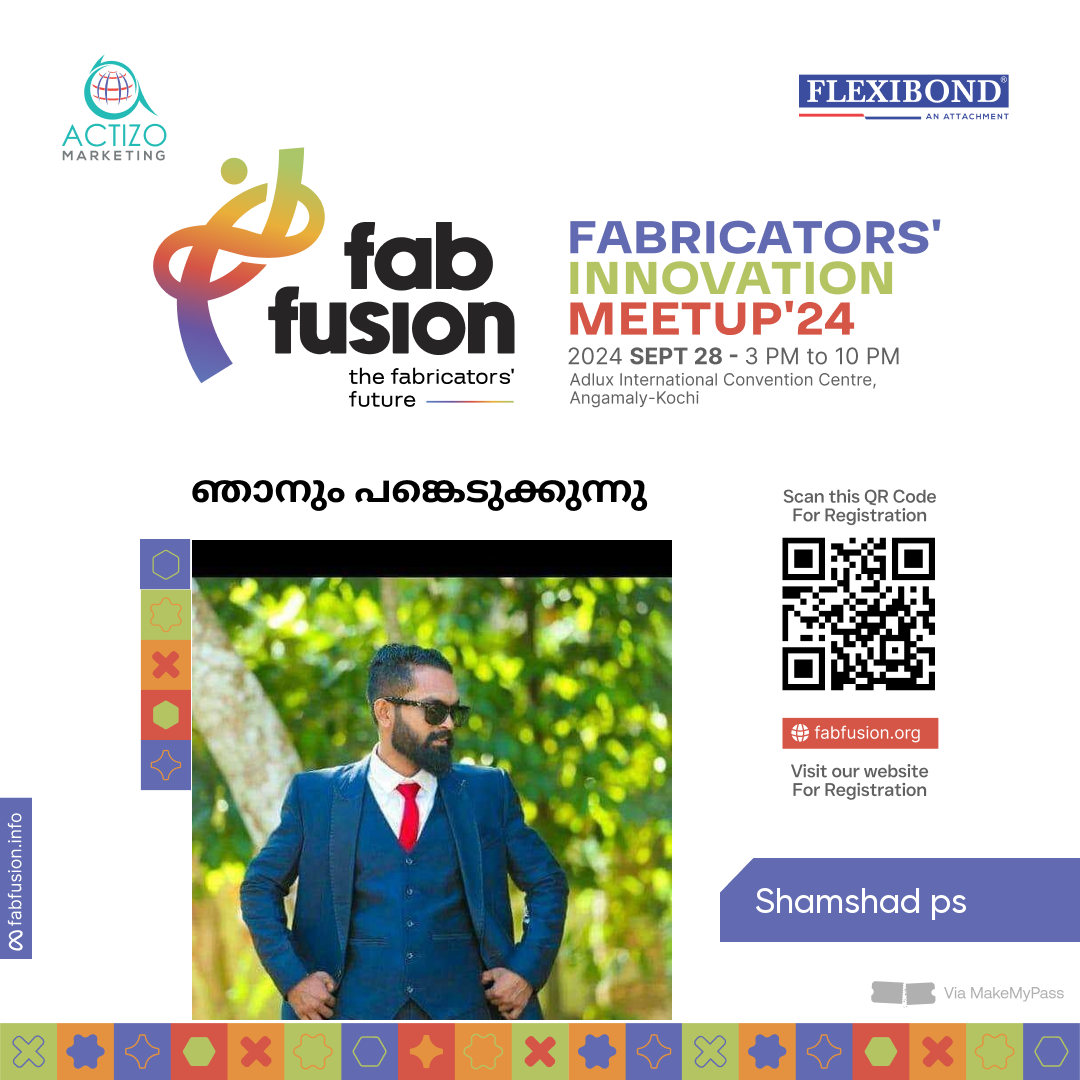 ACTIZO
MARKETING
FLEXIBOND®
AN ATTACHMENT
fab
fusion
the fabricators'
future
FABRICATORS'
INNOVATION
MEETUP'24
2024 SEPT 28 - 3 PM to 10 PM
Adlux International Convention Centre,
Angamaly-Kochi
ഞാനും പങ്കെടുക്കുന്നു
Scan this QR Code
For Registration
fabfusion.org
Visit our website
For Registration
fabfusion.info
Shamshad ps
Via MakeMyPass